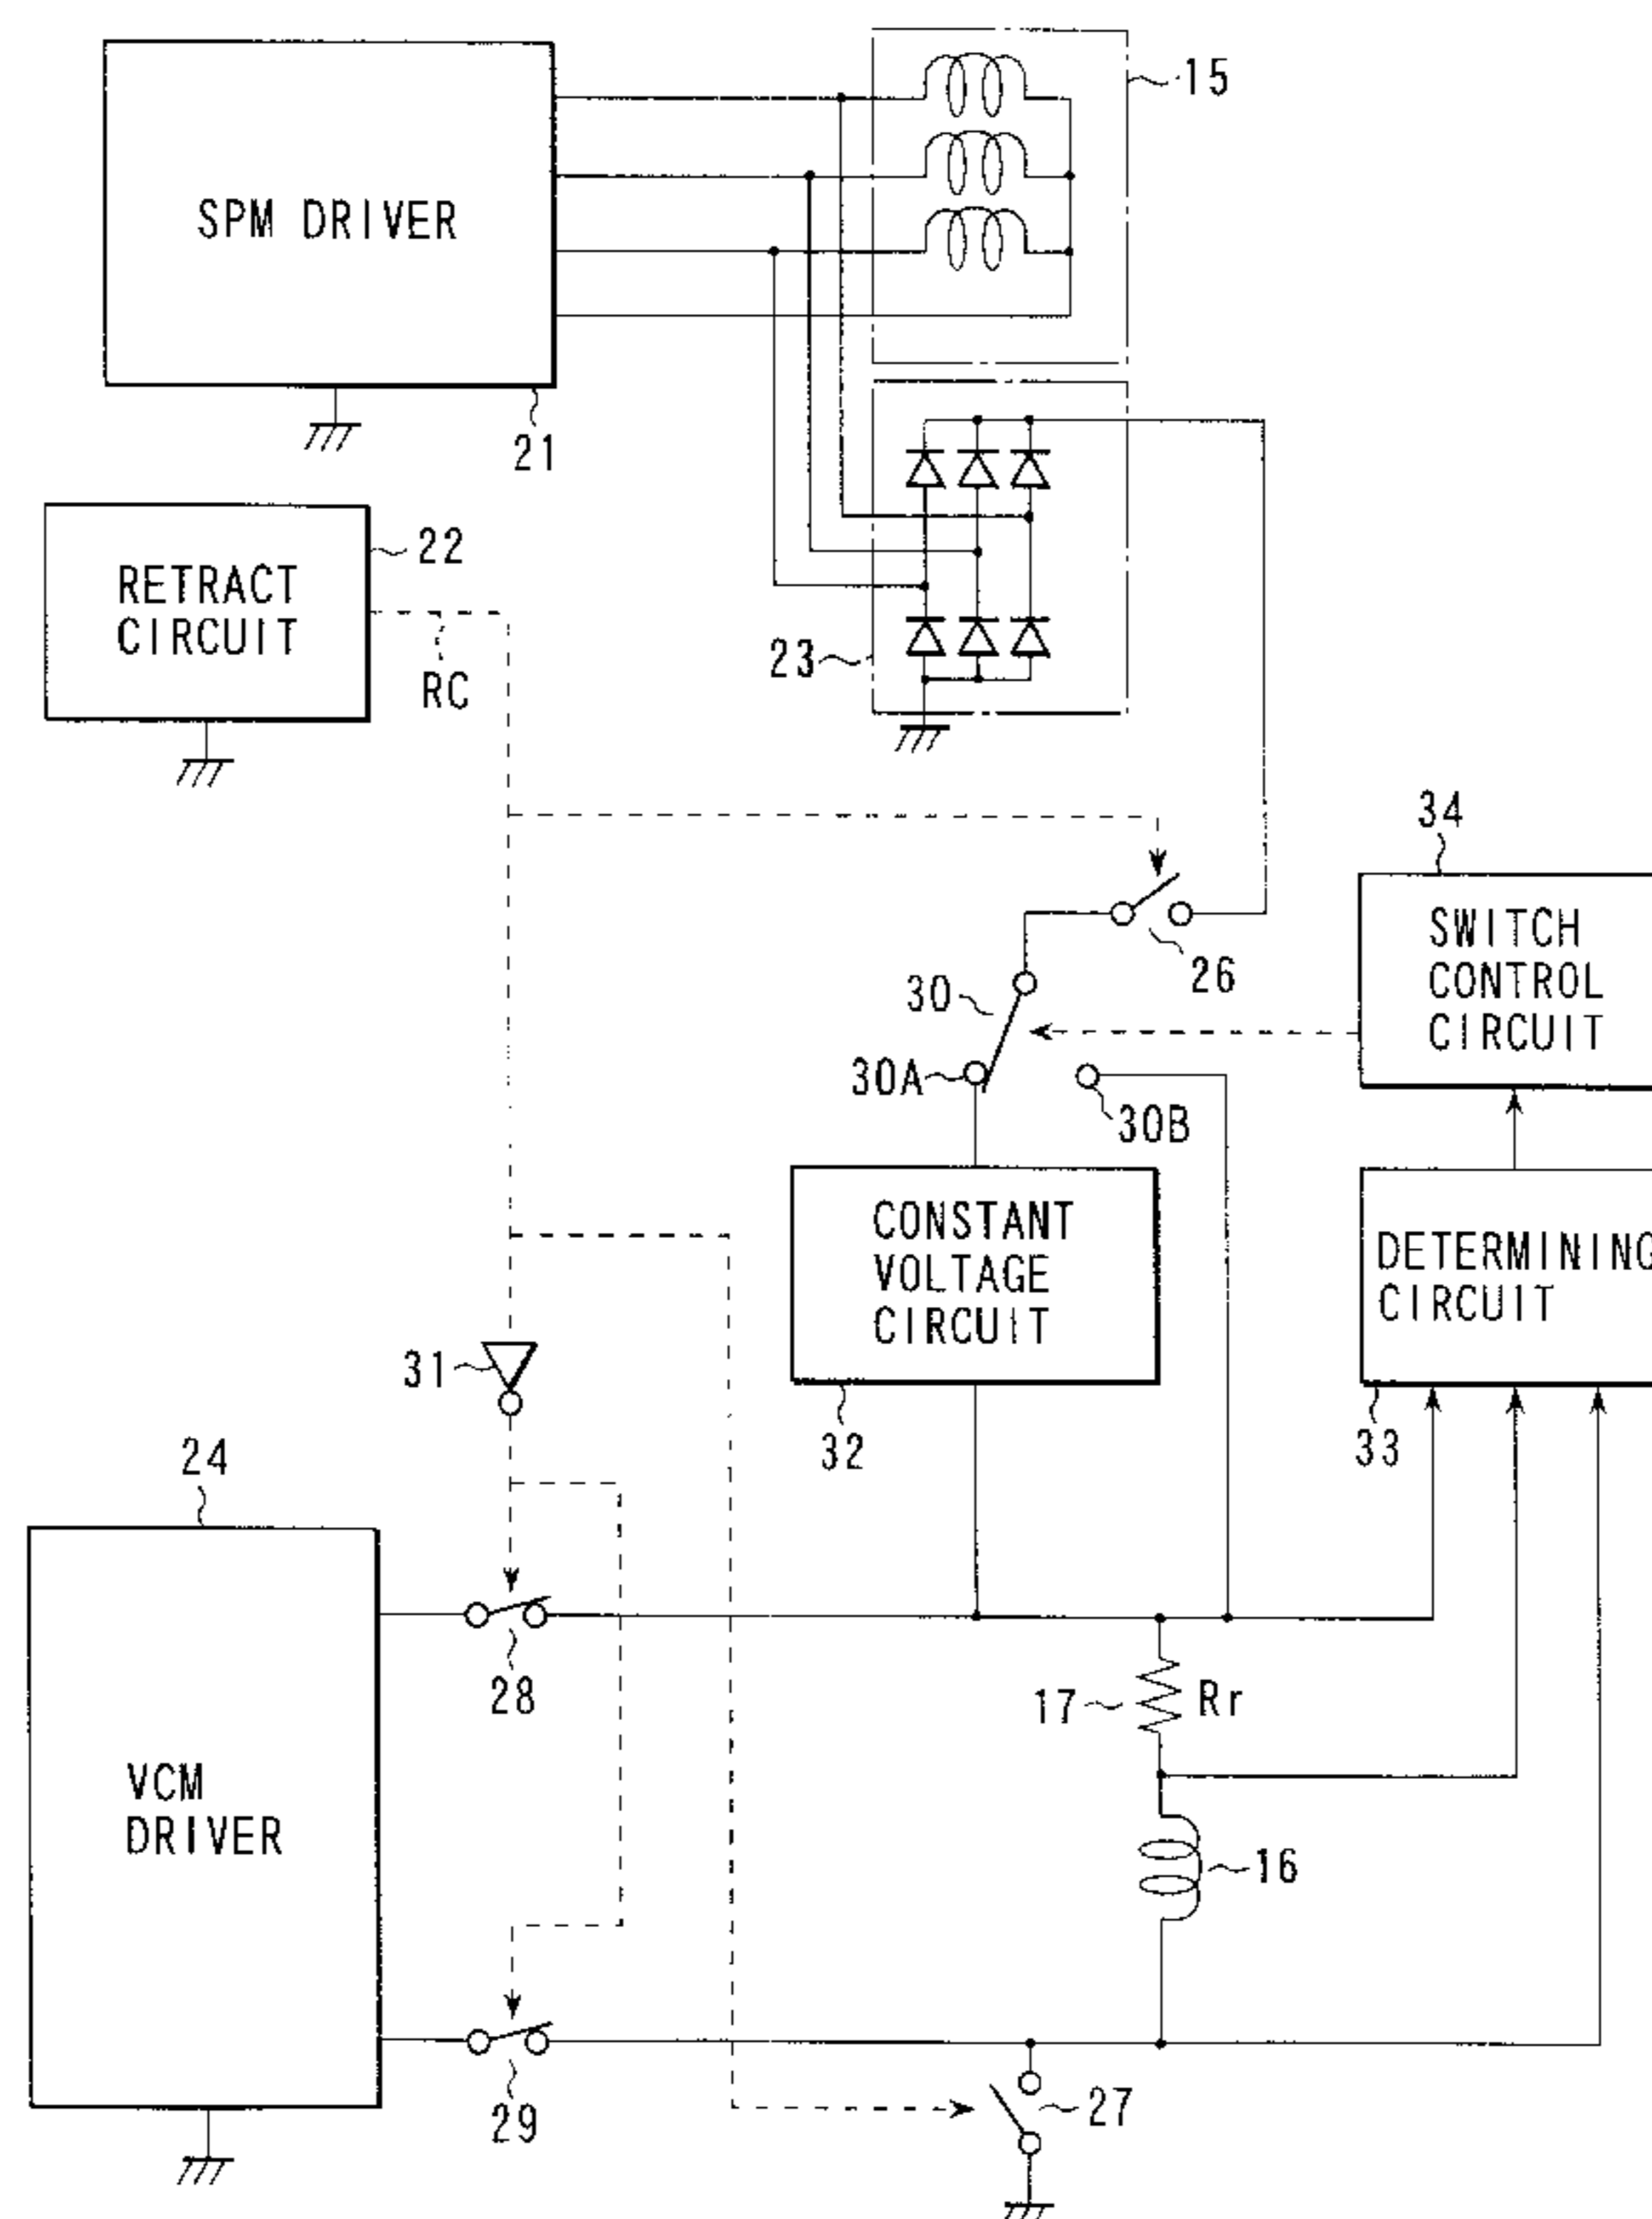 15
SPM DRIVER
21
RETRACT
CIRCUIT
22
RC
23
34
SWITCH
CONTROL
CIRCUIT
26
30
30A
30B
CONSTANT
VOLTAGE
CIRCUIT
32
DETERMINING
CIRCUIT
33
31
24
28
17
Rr
VCM
DRIVER
16
29
27